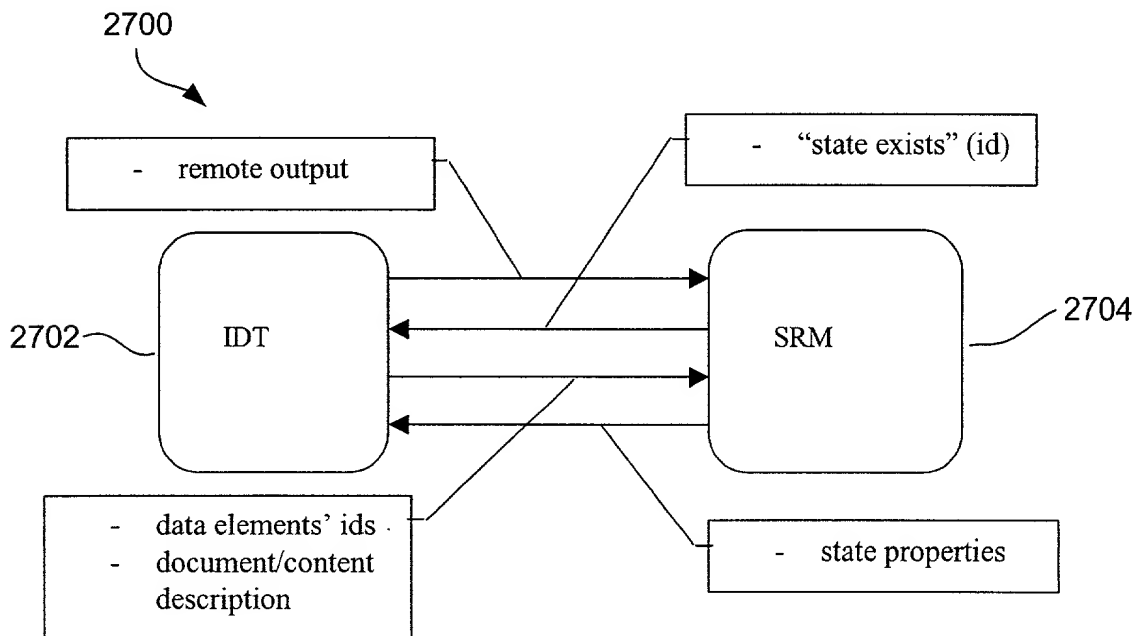 2700
- remote output
- “state exists” (id)
2702
IDT
SRM
2704
- data elements’ ids
- document/content
description
- state properties